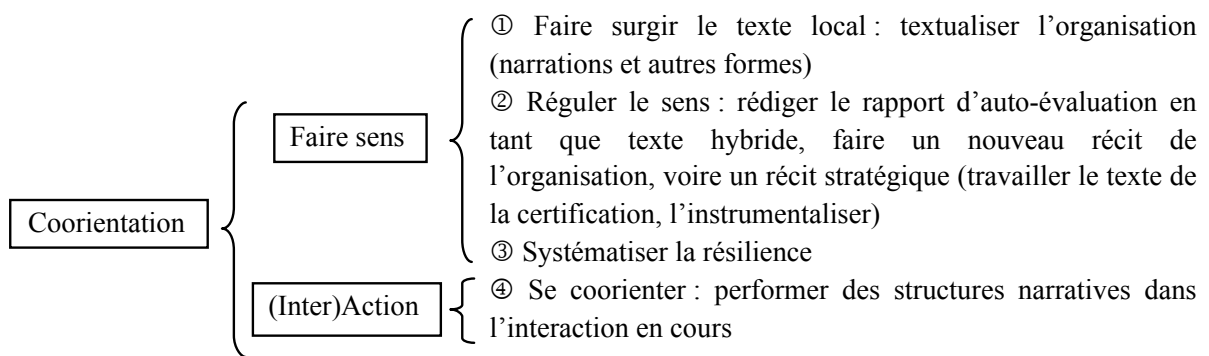 ① Faire surgir le texte local : textualiser l’organisation
(narrations et autres formes)
② Réguler le sens : rédiger le rapport d’auto-évaluation en
tant que texte hybride, faire un nouveau récit de
l’organisation, voire un récit stratégique (travailler le texte de
la certification, l’instrumentaliser)
③ Systématiser la résilience
④ Se coorienter : performer des structures narratives dans
l’interaction en cours
Faire sens
Coorientation
(Inter)Action